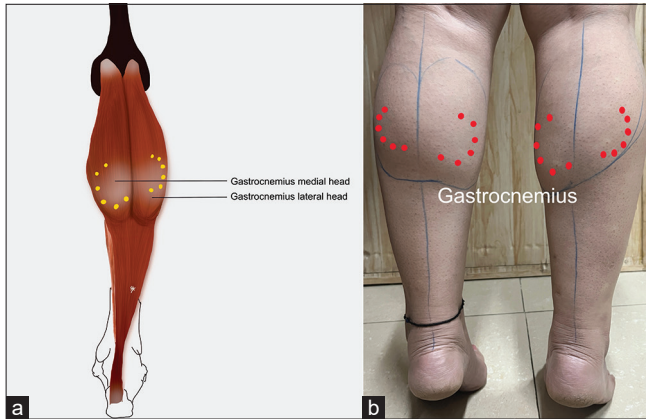 Gastrocnemius medial head
Gastrocnemius lateral head
Gastrocnemius
a
b